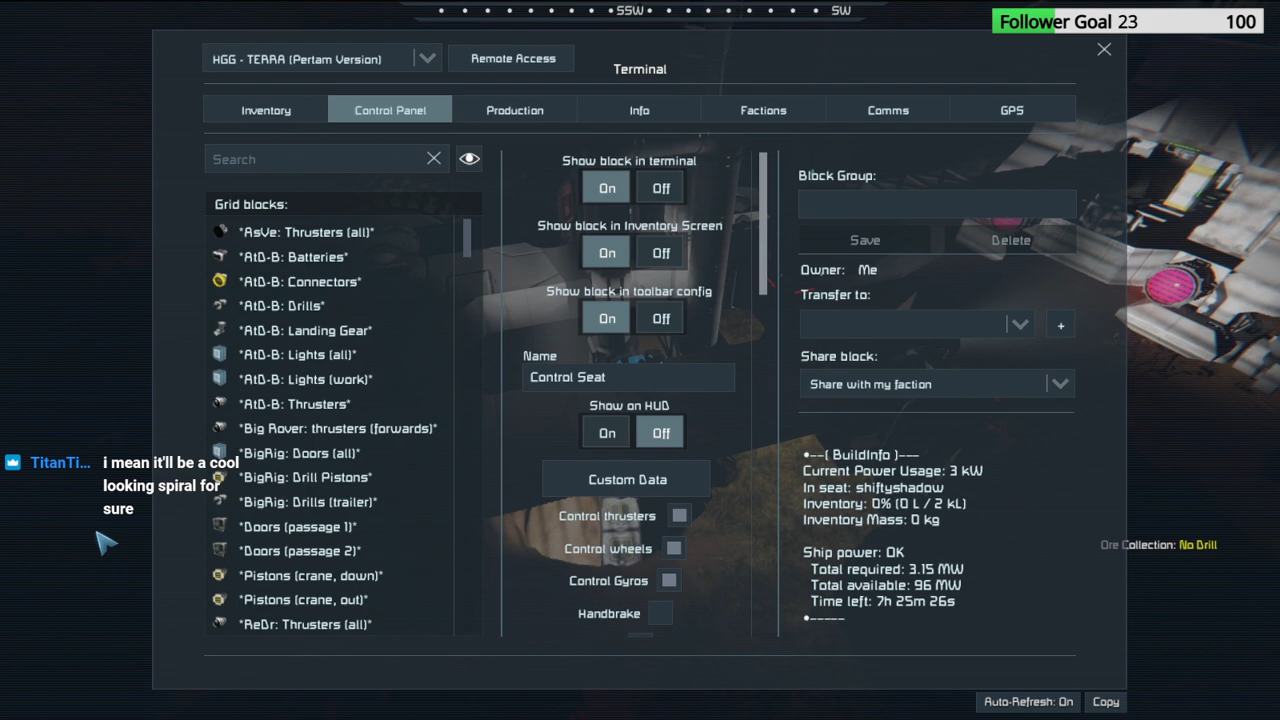 SSW
SW
Follower Goal 23
100
HGG - TERRA (Pertam Version)
Remote Access
Terminal
Inventory
Control Panel
Production
Info
Factions
Comms
GPS
Search
Grid blocks:
*AsVe: Thrusters (all)*
*AtD-B: Batteries*
*AtD-B: Connectors*
*AtD-B: Drills*
*AtD-B: Landing Gear*
*AtD-B: Lights (all)*
*AtD-B: Lights (work)*
*AtD-B: Thrusters*
*Big Rover: thrusters (forwards)*
*BigRig: Doors (all)*
*BigRig: Drill Pistons*
*BigRig: Drills (trailer)*
*Doors (passage 1)*
*Doors (passage 2)*
*Pistons (crane, down)*
*Pistons (crane, out)*
*ReDr: Thrusters (all)*
TitanTi... i mean it'll be a cool
looking spiral for
sure
Show block in terminal
On Off
Show block in Inventory Screen
On Off
Show block in toolbar config
On Off
Name
Control Seat
Show on HUD
On Off
Custom Data
Control thrusters
Control wheels
Control Gyros
Handbrake
Block Group:
Save
Delete
Owner: Me
Transfer to:
+
Share block:
Share with my faction
•--( BuildInfo )---
Current Power Usage: 3 kW
In seat: shiftyshadow
Inventory: 0% (0 L / 2 kL)
Inventory Mass: 0 kg
Ship power: OK
Total required: 3.15 MW
Total available: 96 MW
Time left: 7h 25m 26s
•-----
Ore Collection: No Drill
Auto-Refresh: On
Copy